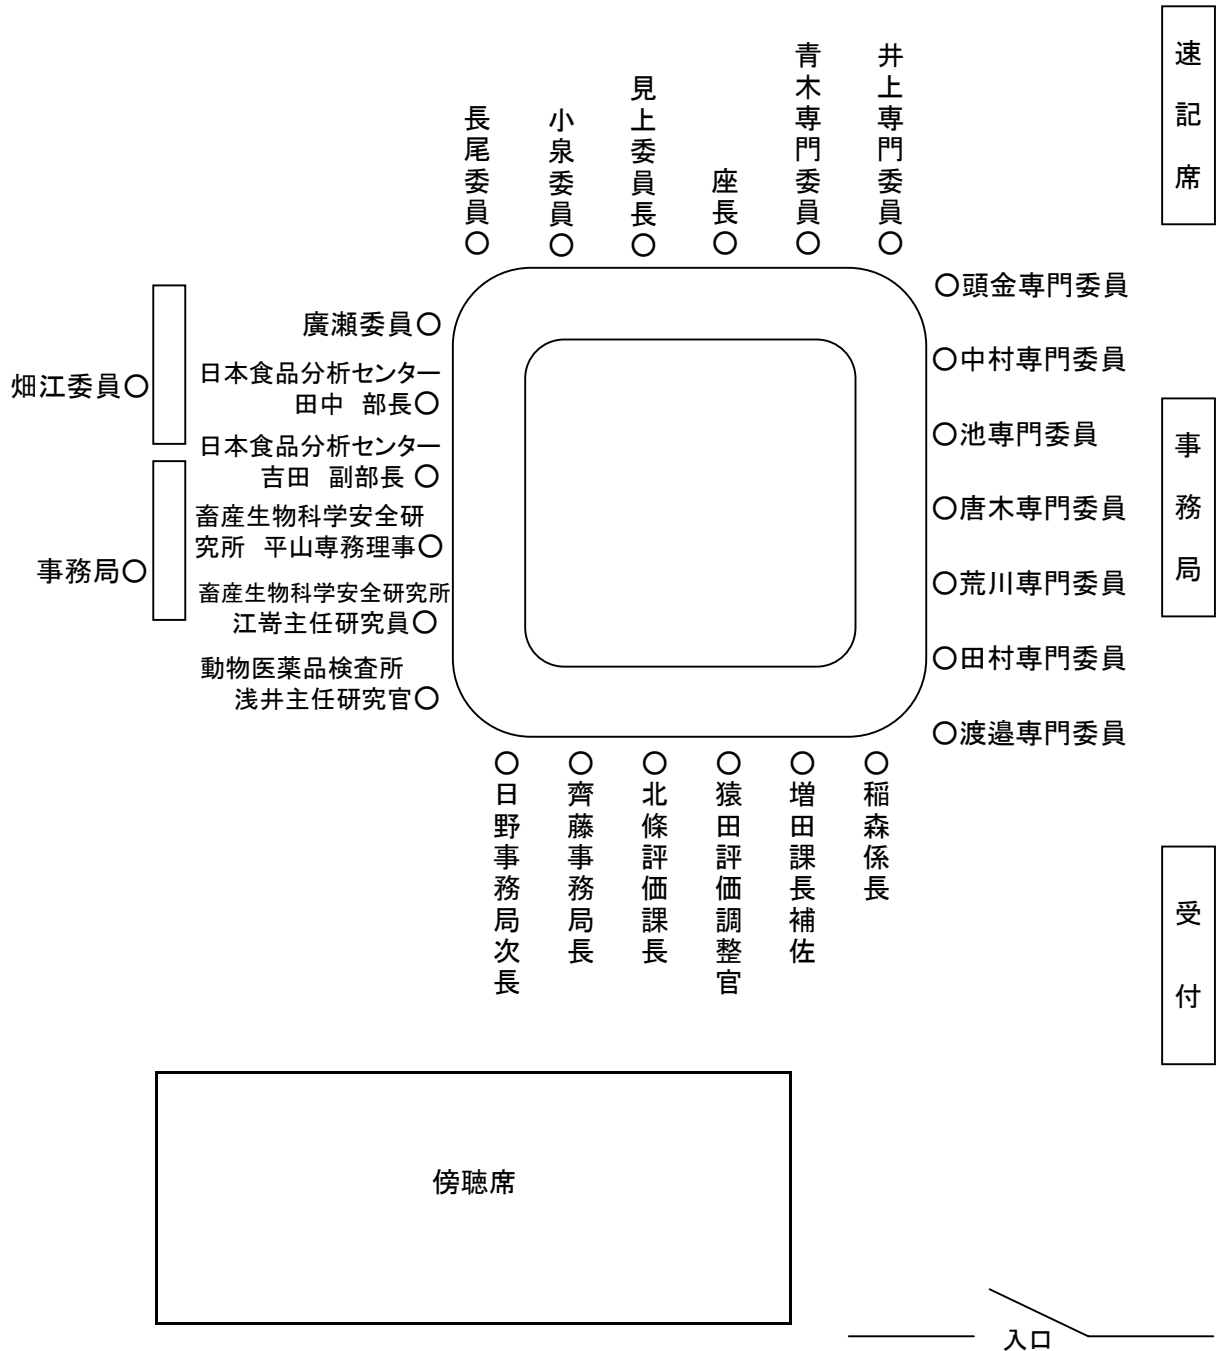 速記席
長尾委員○
小泉委員○
見上委員長○
座長○
青木専門委員○
井上専門委員○
○頭金専門委員
○中村専門委員
○池専門委員
○唐木専門委員
○荒川専門委員
○田村専門委員
○渡邉専門委員
事務局
廣瀬委員○
日本食品分析センター
田中 部長○
日本食品分析センター
吉田 副部長○
畜産生物科学安全研
究所 平山専務理事○
畜産生物科学安全研究所
江嵜主任研究員○
動物医薬品検査所
浅井主任研究官○
畑江委員○
事務局○
○日野事務局次長
○齊藤事務局長
○北條評価課長
○猿田評価調整官
○増田課長補佐
○稲森係長
受付
傍聴席
入口